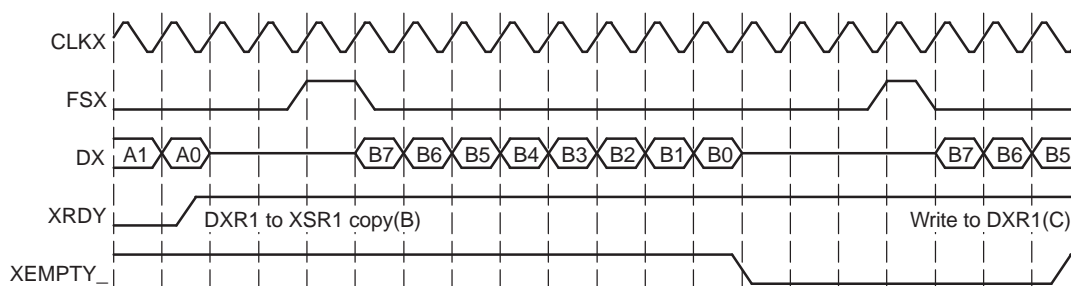 CLKX
FSX
DX A1 A0 B7 B6 B5 B4 B3 B2 B1 B0 B7 B6 B5
XRDY DXR1 to XSR1 copy(B) Write to DXR1(C)
XEMPTY_